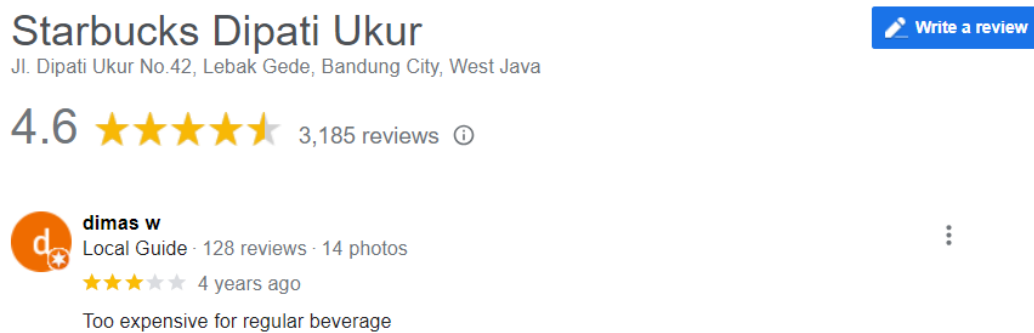 Starbucks Dipati Ukur
Write a review
Jl. Dipati Ukur No.42, Lebak Gede, Bandung City, West Java
4.6 3,185 reviews
dimas w
d
Local Guide · 128 reviews · 14 photos
4 years ago
Too expensive for regular beverage